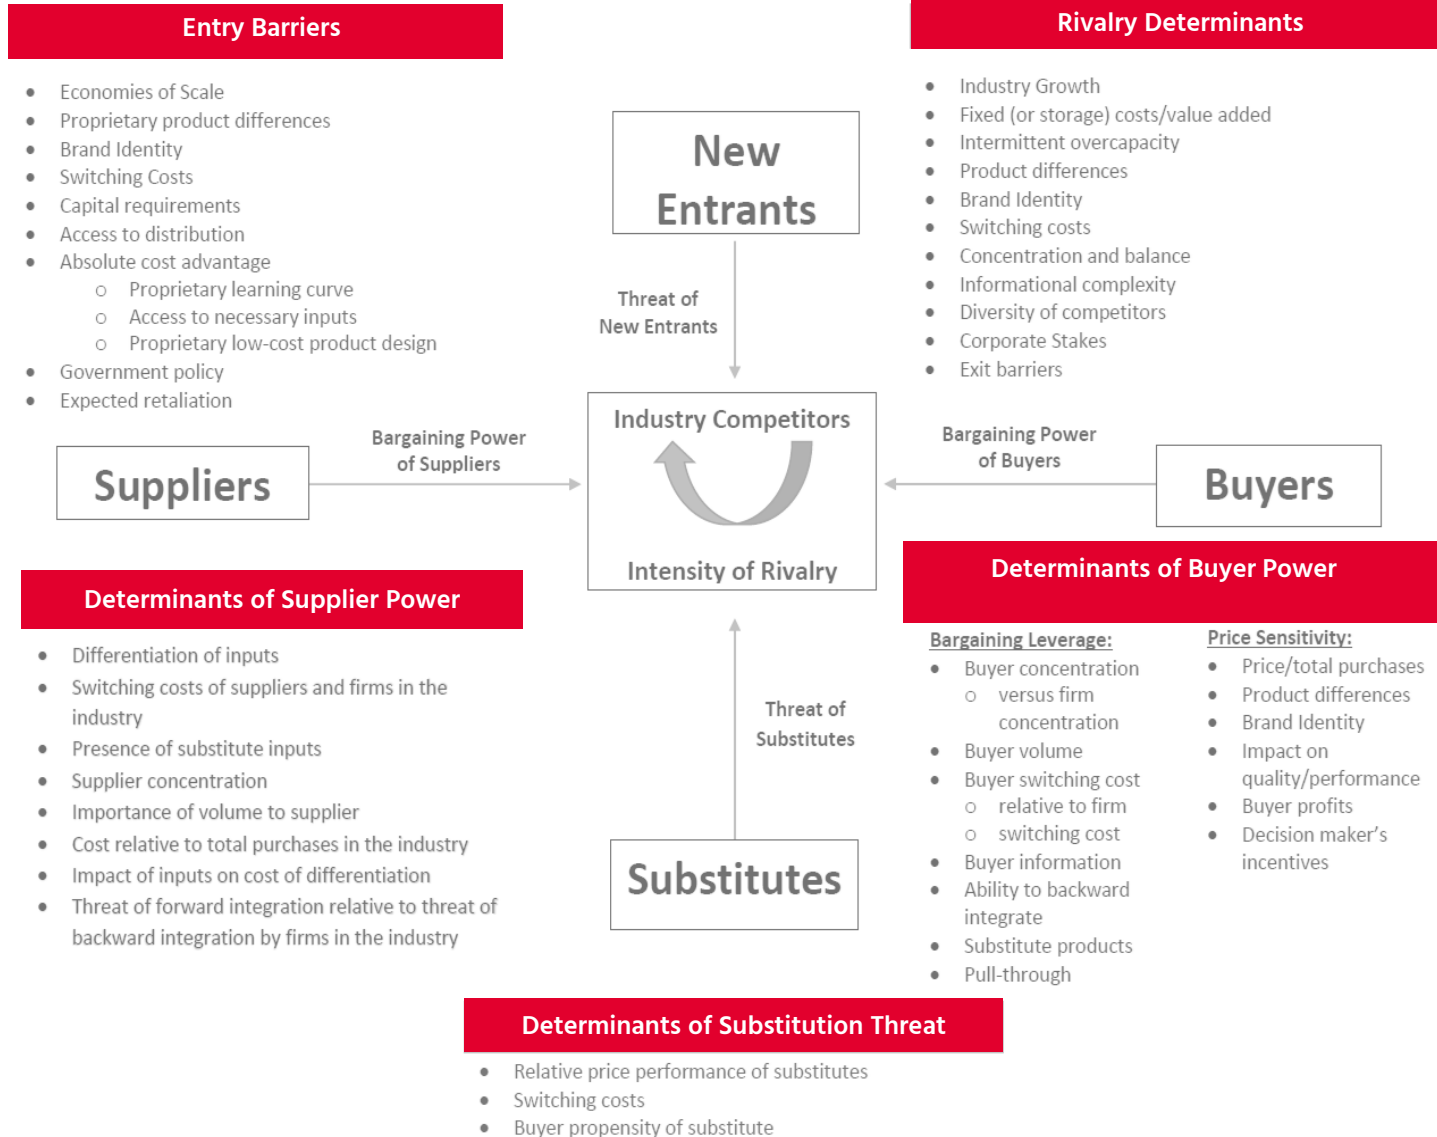 Entry Barriers
• Economies of Scale
• Proprietary product differences
• Brand Identity
• Switching Costs
• Capital requirements
• Access to distribution
• Absolute cost advantage
o Proprietary learning curve
o Access to necessary inputs
o Proprietary low-cost product design
• Government policy
• Expected retaliation
Rivalry Determinants
• Industry Growth
• Fixed (or storage) costs/value added
• Intermittent overcapacity
• Product differences
• Brand Identity
• Switching costs
• Concentration and balance
• Informational complexity
• Diversity of competitors
• Corporate Stakes
• Exit barriers
New
Entrants
Threat of
New Entrants
Suppliers
Bargaining Power
of Suppliers
Industry Competitors
Intensity of Rivalry
Bargaining Power
of Buyers
Buyers
Determinants of Supplier Power
• Differentiation of inputs
• Switching costs of suppliers and firms in the
industry
• Presence of substitute inputs
• Supplier concentration
• Importance of volume to supplier
• Cost relative to total purchases in the industry
• Impact of inputs on cost of differentiation
• Threat of forward integration relative to threat of
backward integration by firms in the industry
Threat of
Substitutes
Substitutes
Determinants of Buyer Power
Bargaining Leverage:
• Buyer concentration
o versus firm
concentration
• Buyer volume
• Buyer switching cost
o relative to firm
o switching cost
• Buyer information
• Ability to backward
integrate
• Substitute products
• Pull-through
Price Sensitivity:
• Price/total purchases
• Product differences
• Brand Identity
• Impact on
quality/performance
• Buyer profits
• Decision maker's
incentives
Determinants of Substitution Threat
• Relative price performance of substitutes
• Switching costs
• Buyer propensity of substitute